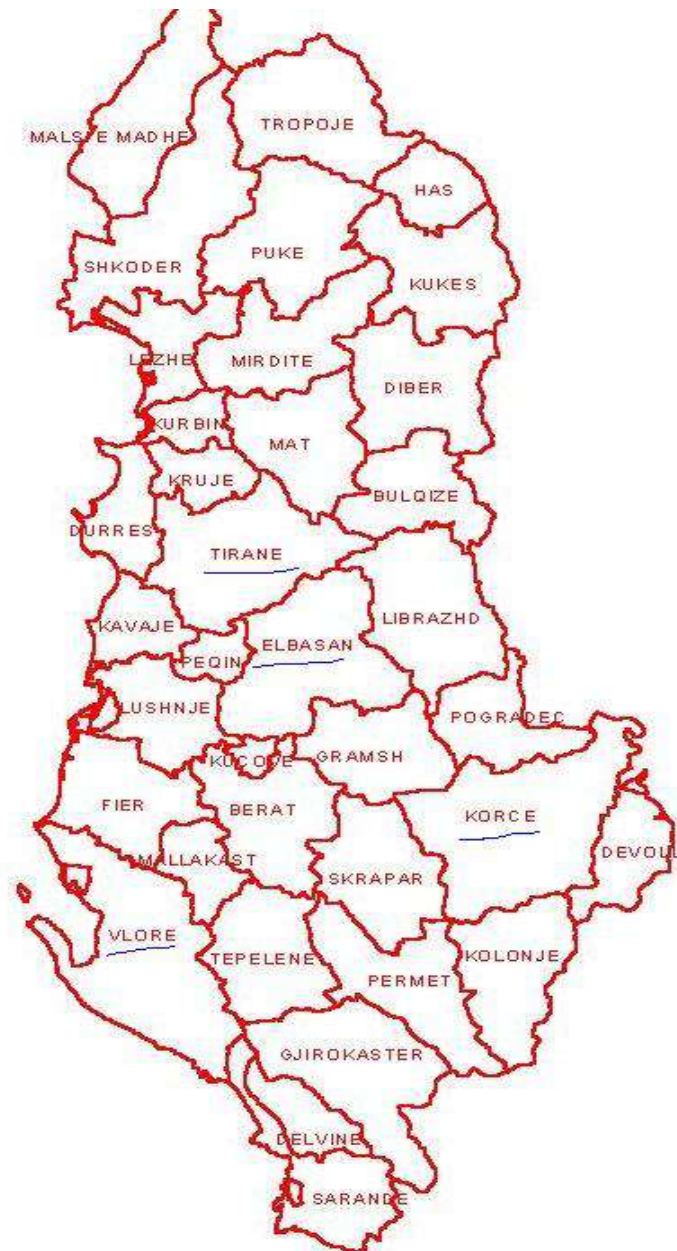 TROPOJE
MALSI E MADHE
HAS
PUKE
SHKODER
KUKES
LEZHE
MIRDITE
DIBER
KURBIN
MAT
KRUJE
BULQIZE
DURRES
TIRANE
LIBRAZHD
KAVAJE
ELBASAN
PEQIN
LUSHNJE
POGRADEC
GRAMSH
KUCOVE
FIER
BERAT
KORCE
DEVOLL
MALLAKAST
SKRAPAR
VLORE
TEPELENE
KOLONJE
PERMET
GJIROKASTER
DELVINE
SARANDE